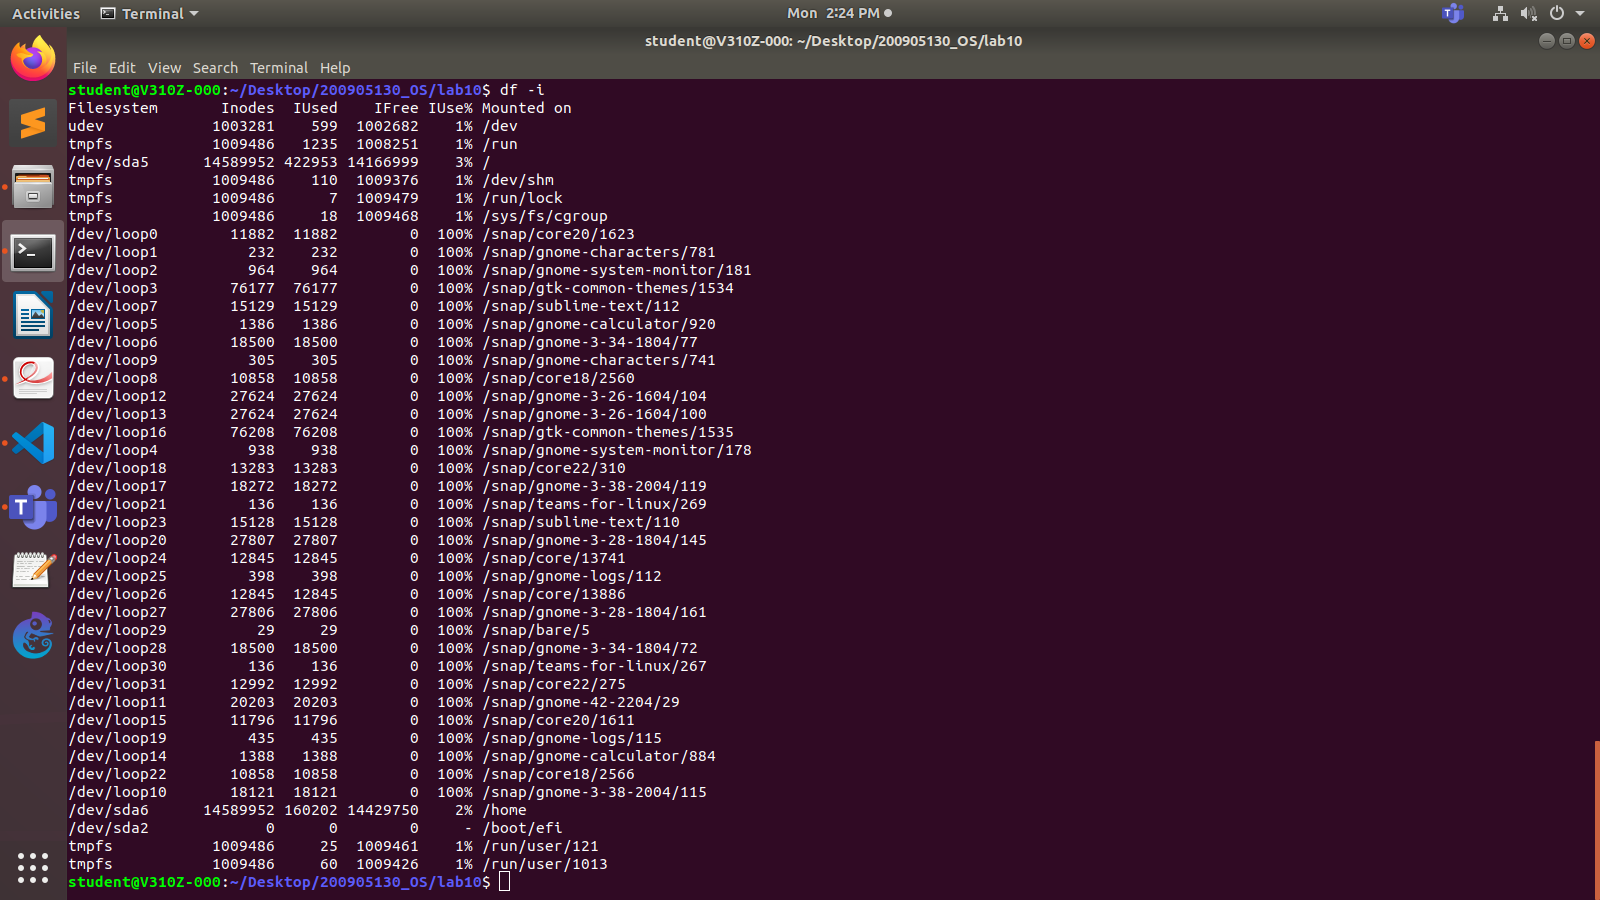 Activities Terminal Mon 2:24 PM
student@V310Z-000: ~/Desktop/200905130_OS/lab10
File Edit View Search Terminal Help
student@V310Z-000:~/Desktop/200905130_OS/lab10$ df -i
Filesystem Inodes IUsed IFree IUse% Mounted on
udev 1003281 599 1002682 1% /dev
tmpfs 1009486 1235 1008251 1% /run
/dev/sda5 14589952 422953 14166999 3% /
tmpfs 1009486 110 1009376 1% /dev/shm
tmpfs 1009486 7 1009479 1% /run/lock
tmpfs 1009486 18 1009468 1% /sys/fs/cgroup
/dev/loop0 11882 11882 0 100% /snap/core20/1623
/dev/loop1 232 232 0 100% /snap/gnome-characters/781
/dev/loop2 964 964 0 100% /snap/gnome-system-monitor/181
/dev/loop3 76177 76177 0 100% /snap/gtk-common-themes/1534
/dev/loop7 15129 15129 0 100% /snap/sublime-text/112
/dev/loop5 1386 1386 0 100% /snap/gnome-calculator/920
/dev/loop6 18500 18500 0 100% /snap/gnome-3-34-1804/77
/dev/loop9 305 305 0 100% /snap/gnome-characters/741
/dev/loop8 10858 10858 0 100% /snap/core18/2560
/dev/loop12 27624 27624 0 100% /snap/gnome-3-26-1604/104
/dev/loop13 27624 27624 0 100% /snap/gnome-3-26-1604/100
/dev/loop16 76208 76208 0 100% /snap/gtk-common-themes/1535
/dev/loop4 938 938 0 100% /snap/gnome-system-monitor/178
/dev/loop18 13283 13283 0 100% /snap/core22/310
/dev/loop17 18272 18272 0 100% /snap/gnome-3-38-2004/119
/dev/loop21 136 136 0 100% /snap/teams-for-linux/269
/dev/loop23 15128 15128 0 100% /snap/sublime-text/110
/dev/loop20 27807 27807 0 100% /snap/gnome-3-28-1804/145
/dev/loop24 12845 12845 0 100% /snap/core/13741
/dev/loop25 398 398 0 100% /snap/gnome-logs/112
/dev/loop26 12845 12845 0 100% /snap/core/13886
/dev/loop27 27806 27806 0 100% /snap/gnome-3-28-1804/161
/dev/loop29 29 29 0 100% /snap/bare/5
/dev/loop28 18500 18500 0 100% /snap/gnome-3-34-1804/72
/dev/loop30 136 136 0 100% /snap/teams-for-linux/267
/dev/loop31 12992 12992 0 100% /snap/core22/275
/dev/loop11 20203 20203 0 100% /snap/gnome-42-2204/29
/dev/loop15 11796 11796 0 100% /snap/core20/1611
/dev/loop19 435 435 0 100% /snap/gnome-logs/115
/dev/loop14 1388 1388 0 100% /snap/gnome-calculator/884
/dev/loop22 10858 10858 0 100% /snap/core18/2566
/dev/loop10 18121 18121 0 100% /snap/gnome-3-38-2004/115
/dev/sda6 14589952 160202 14429750 2% /home
/dev/sda2 0 0 0 - /boot/efi
tmpfs 1009486 25 1009461 1% /run/user/121
tmpfs 1009486 60 1009426 1% /run/user/1013
student@V310Z-000:~/Desktop/200905130_OS/lab10$